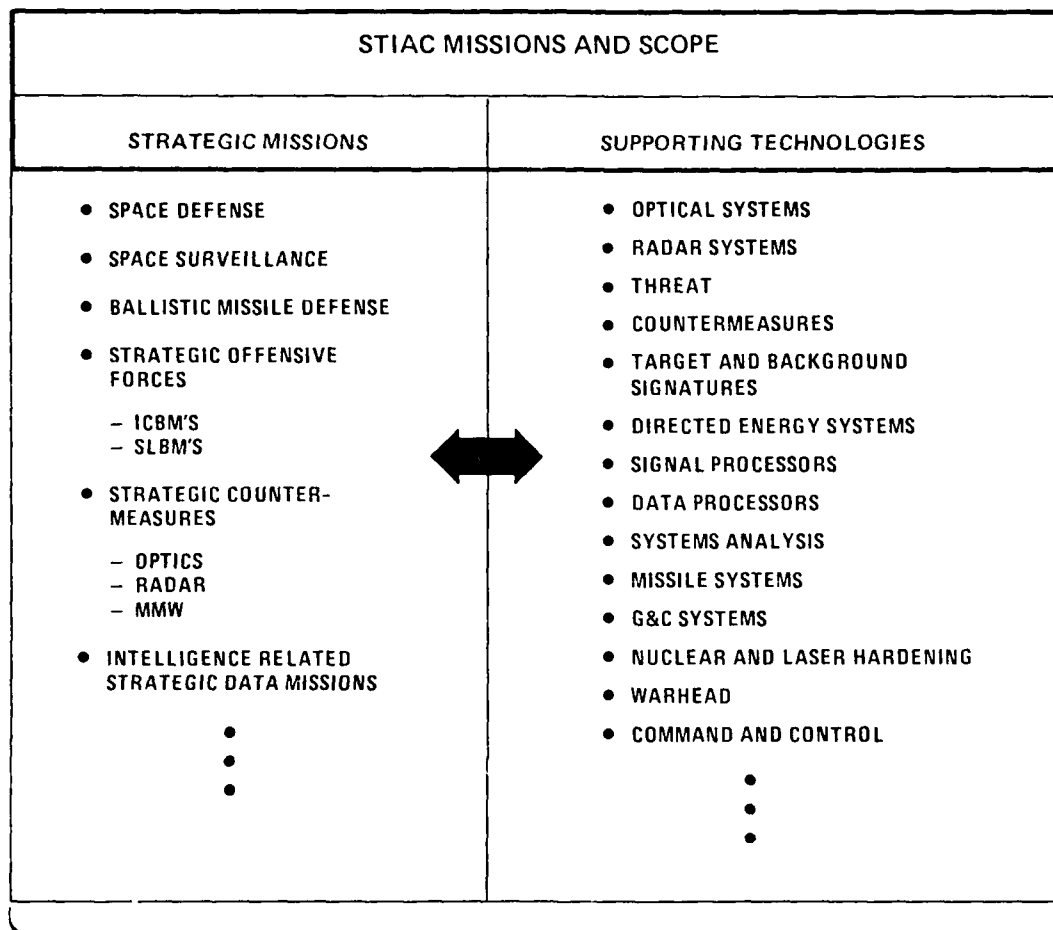 STIAC MISSIONS AND SCOPE
STRATEGIC MISSIONS
• SPACE DEFENSE
• SPACE SURVEILLANCE
• BALLISTIC MISSILE DEFENSE
• STRATEGIC OFFENSIVE
FORCES
– ICBM'S
– SLBM'S
• STRATEGIC COUNTER-
MEASURES
– OPTICS
– RADAR
– MMW
• INTELLIGENCE RELATED
STRATEGIC DATA MISSIONS
•
•
•
SUPPORTING TECHNOLOGIES
• OPTICAL SYSTEMS
• RADAR SYSTEMS
• THREAT
• COUNTERMEASURES
• TARGET AND BACKGROUND
SIGNATURES
• DIRECTED ENERGY SYSTEMS
• SIGNAL PROCESSORS
• DATA PROCESSORS
• SYSTEMS ANALYSIS
• MISSILE SYSTEMS
• G&C SYSTEMS
• NUCLEAR AND LASER HARDENING
• WARHEAD
• COMMAND AND CONTROL
•
•
•